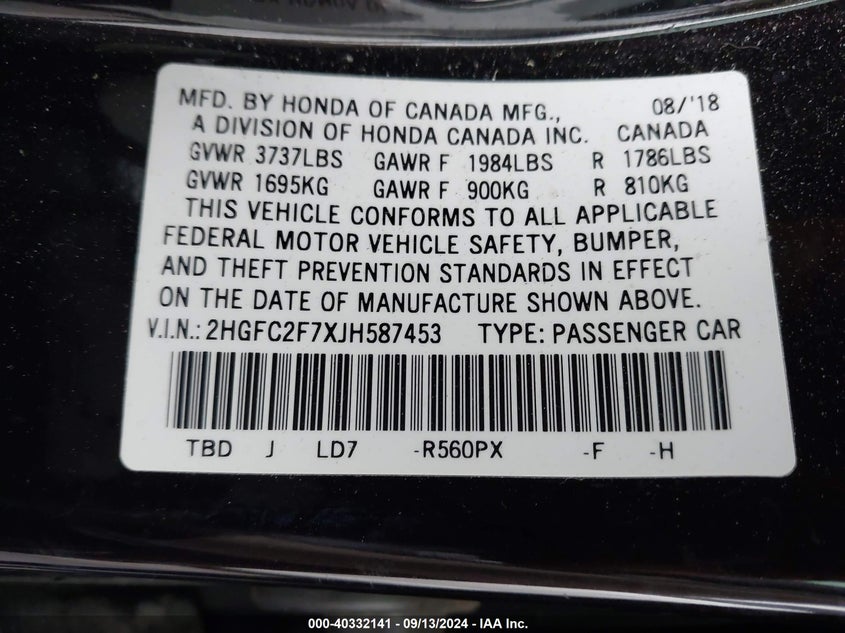 MFD. BY HONDA OF CANADA MFG., 08/'18
A DIVISION OF HONDA CANADA INC. CANADA
GVWR 3737LBS GAWR F 1984LBS R 1786LBS
GVWR 1695KG GAWR F 900KG R 810KG
THIS VEHICLE CONFORMS TO ALL APPLICABLE
FEDERAL MOTOR VEHICLE SAFETY, BUMPER,
AND THEFT PREVENTION STANDARDS IN EFFECT
ON THE DATE OF MANUFACTURE SHOWN ABOVE.
V.I.N.: 2HGFC2F7XJH587453 TYPE: PASSENGER CAR
TBD J LD7 -R560PX -F -H
000-40332141 - 09/13/2024 - IAA Inc.